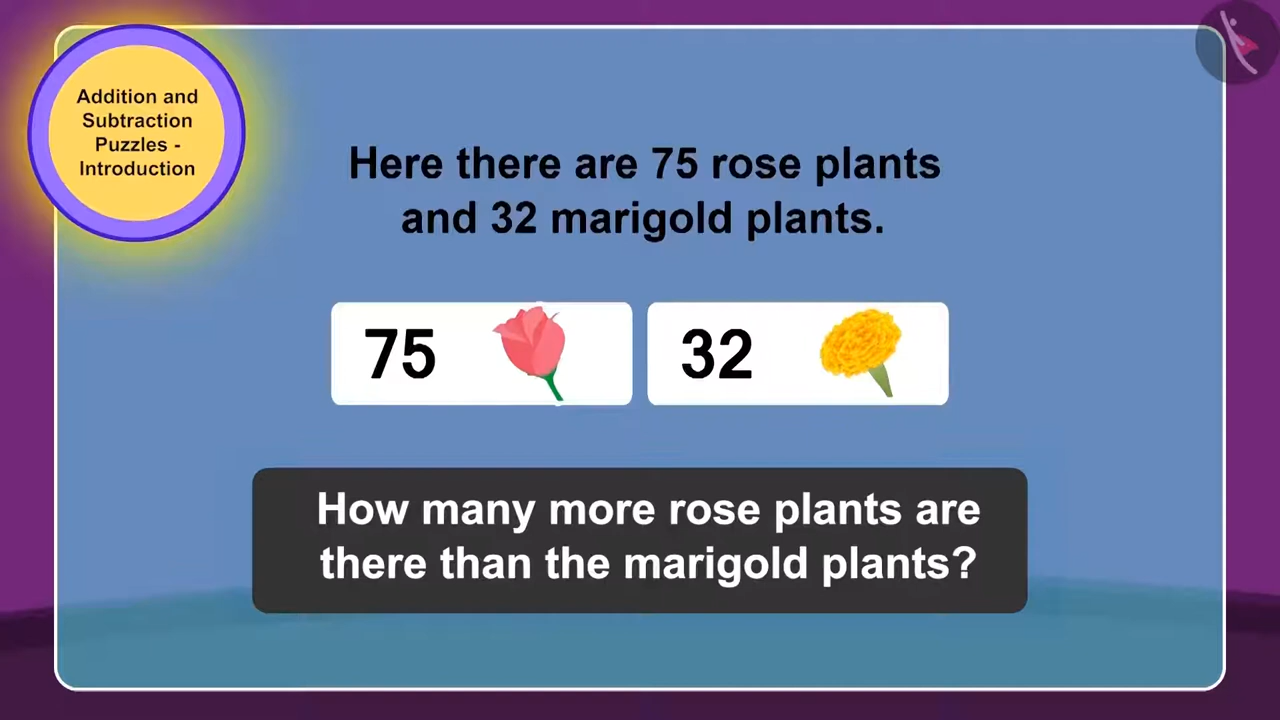 Addition and
Subtraction
Puzzles -
Introduction
Here there are 75 rose plants
and 32 marigold plants.
75
32
How many more rose plants are
there than the marigold plants?